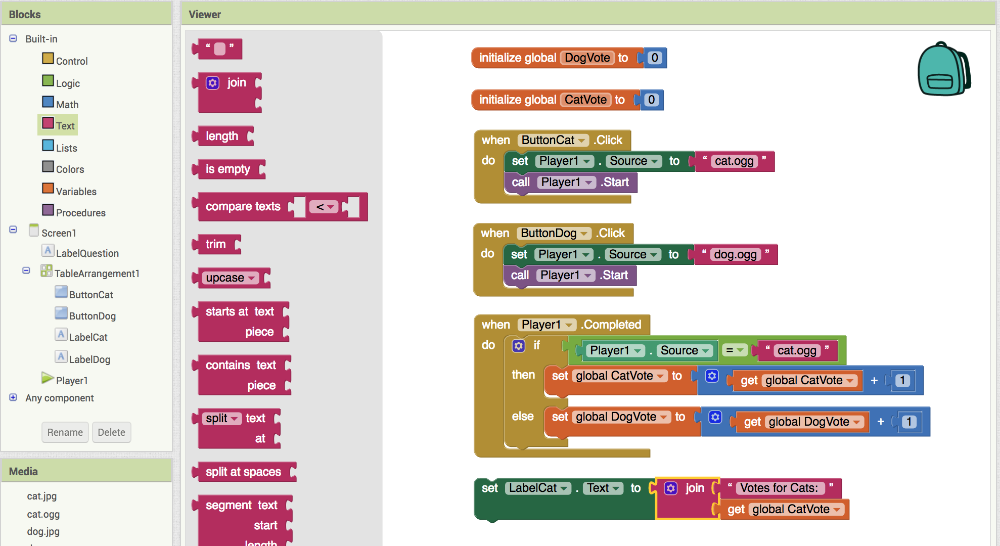 Blocks
Built-in
Control
Logic
Math
Text
Lists
Colors
Variables
Procedures
Screen1
LabelQuestion
TableArrangement1
ButtonCat
ButtonDog
LabelCat
LabelDog
Player1
Any component
Rename Delete
Media
cat.jpg
cat.ogg
dog.jpg
Viewer
“ ”
join
length
is empty
compare texts <
trim
upcase
starts at text
piece
contains text
piece
split text
at
split at spaces
segment text
start
length
initialize global DogVote to 0
initialize global CatVote to 0
when ButtonCat .Click
do set Player1 . Source to “ cat.ogg ”
call Player1 .Start
when ButtonDog .Click
do set Player1 . Source to “ dog.ogg ”
call Player1 .Start
when Player1 .Completed
do if Player1 . Source = “ cat.ogg ”
then set global CatVote to get global CatVote + 1
else set global DogVote to get global DogVote + 1
set LabelCat . Text to join “ Votes for Cats: ”
get global CatVote